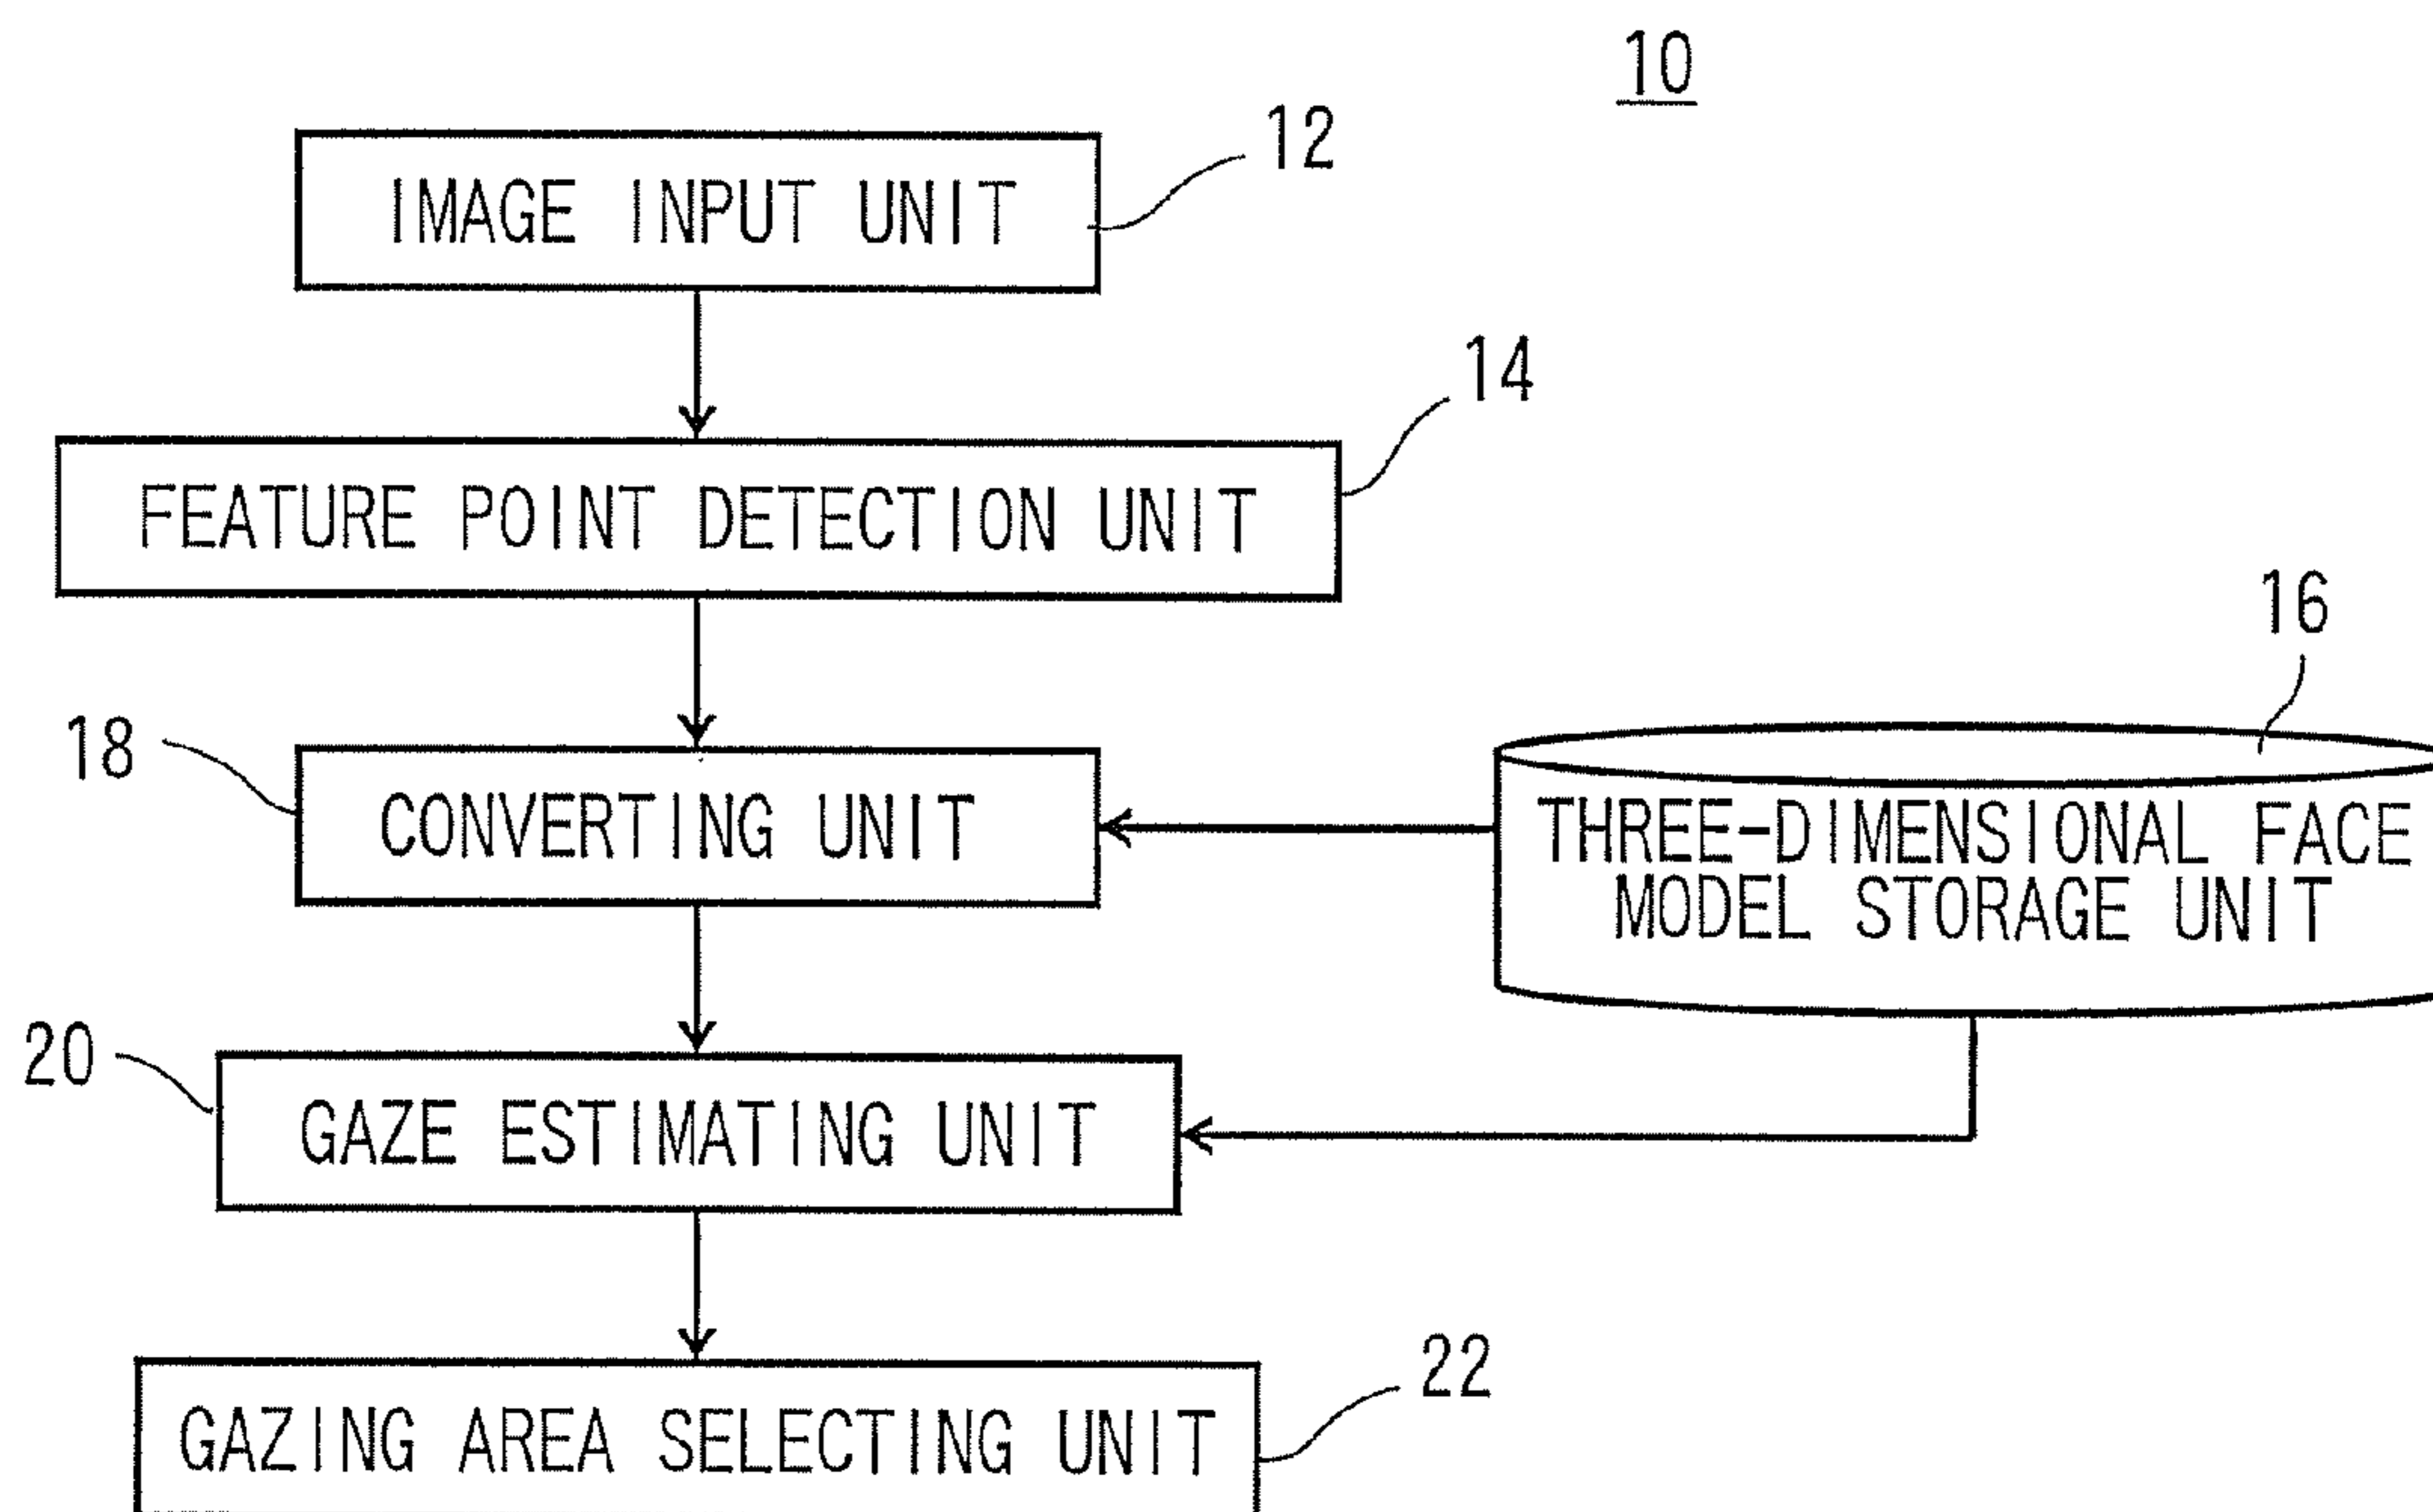 10
12
IMAGE INPUT UNIT
14
FEATURE POINT DETECTION UNIT
16
18
CONVERTING UNIT
THREE-DIMENSIONAL FACE
MODEL STORAGE UNIT
20
GAZE ESTIMATING UNIT
22
GAZING AREA SELECTING UNIT